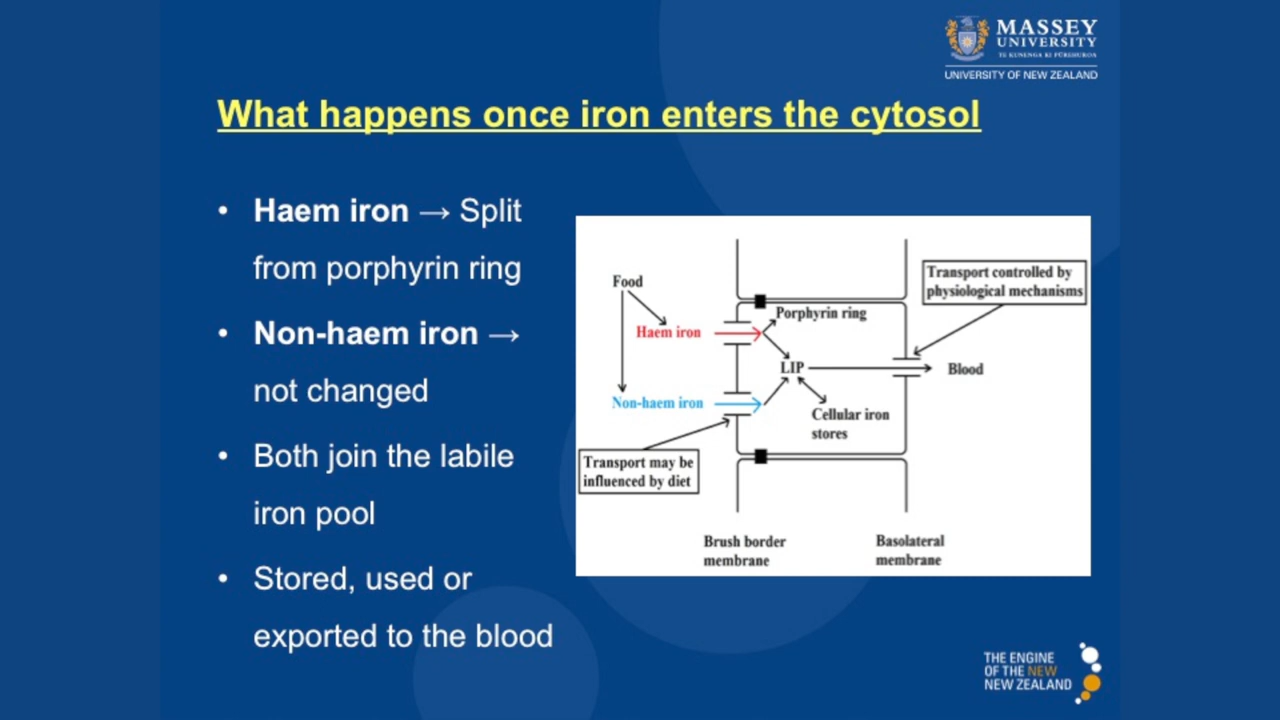 MASSEY
UNIVERSITY
TE KUNENGA KI PŪREHUROA
UNIVERSITY OF NEW ZEALAND
What happens once iron enters the cytosol
• Haem iron → Split
from porphyrin ring
• Non-haem iron →
not changed
• Both join the labile
iron pool
• Stored, used or
exported to the blood
Transport controlled by
physiological mechanisms
Food
Porphyrin ring
Haem iron
LIP
Blood
Non-haem iron
Cellular iron
stores
Transport may be
influenced by diet
Brush border
membrane
Basolateral
membrane
THE ENGINE
OF THE NEW
NEW ZEALAND